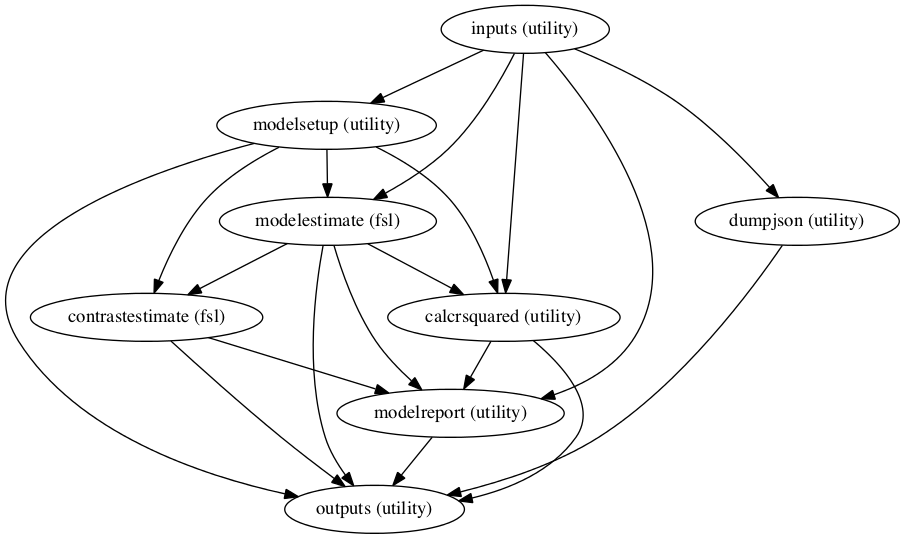 inputs (utility)
modelsetup (utility)
modelestimate (fsl)
dumpjson (utility)
contrastestimate (fsl)
calcrsquared (utility)
modelreport (utility)
outputs (utility)